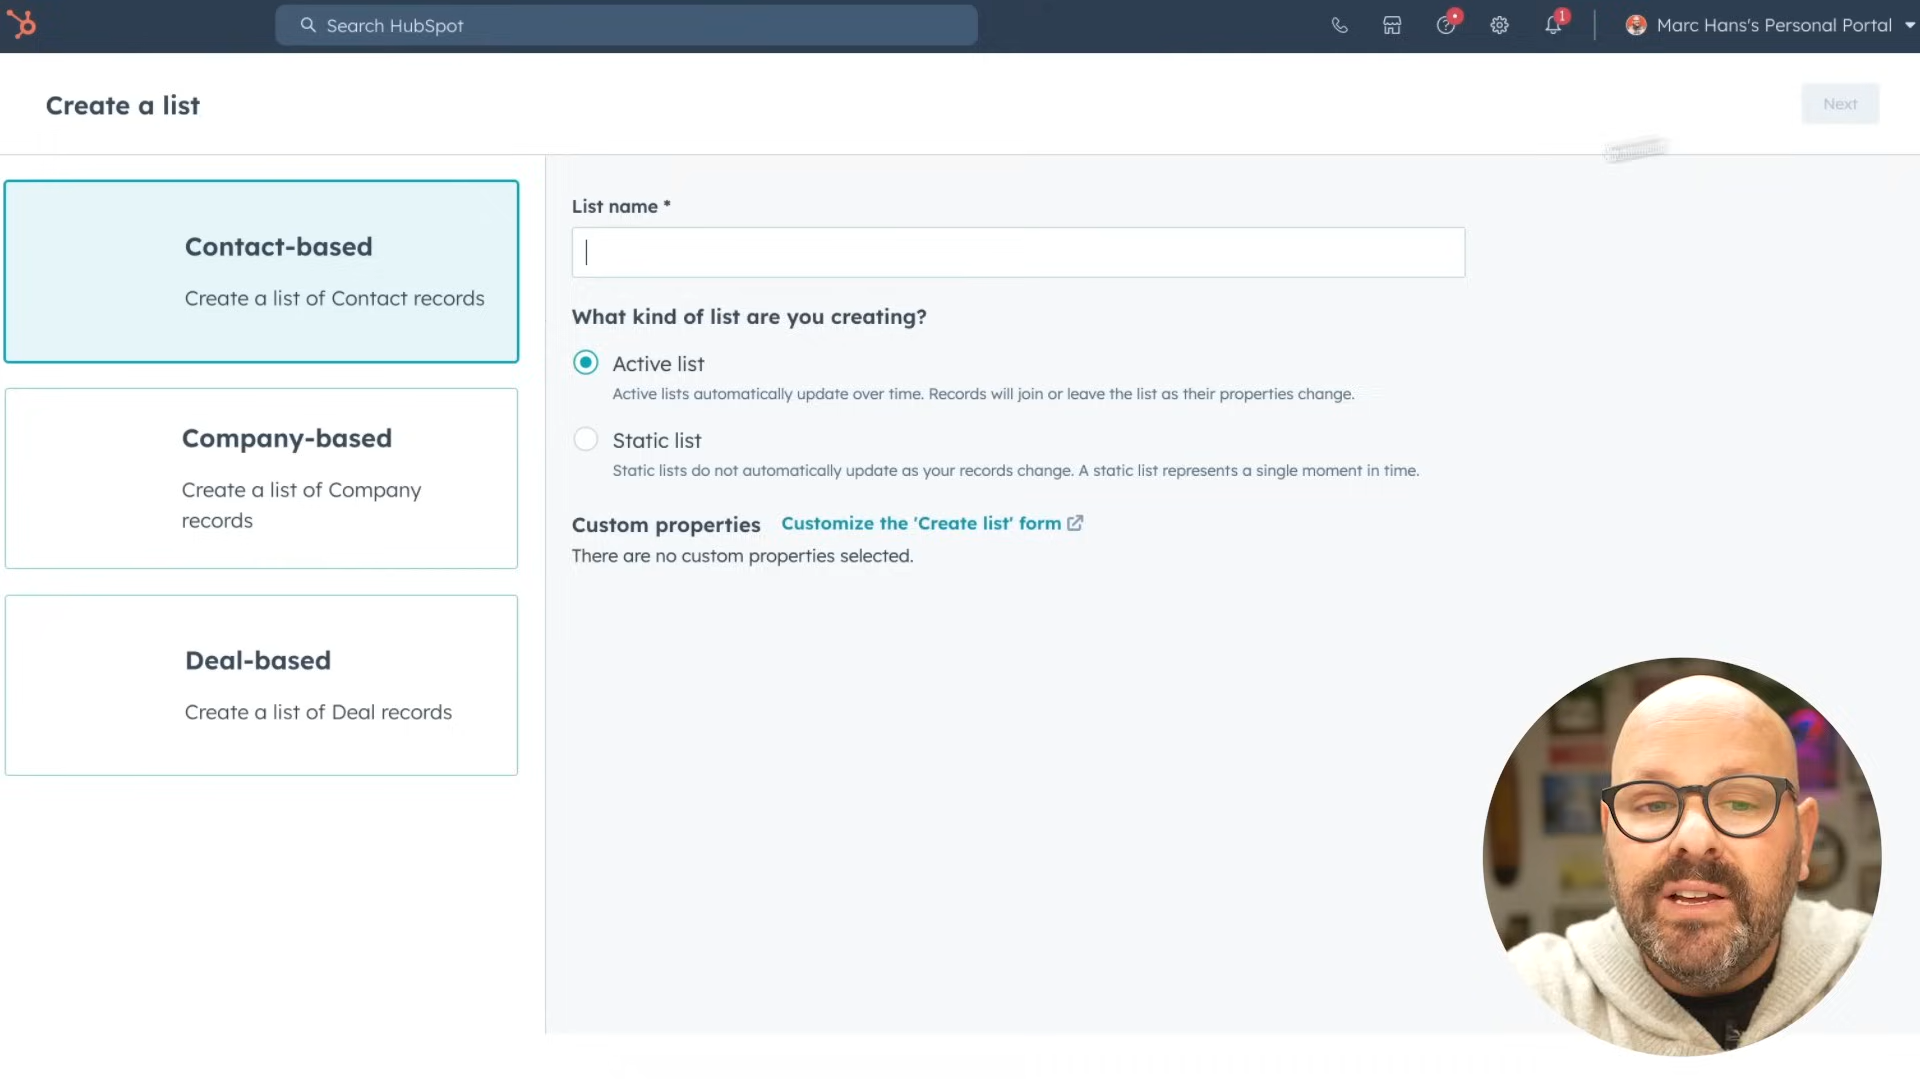 Search HubSpot
1
Marc Hans's Personal Portal
Create a list
Next
Contact-based
Create a list of Contact records
Company-based
Create a list of Company
records
Deal-based
Create a list of Deal records
List name *
What kind of list are you creating?
Active list
Active lists automatically update over time. Records will join or leave the list as their properties change.
Static list
Static lists do not automatically update as your records change. A static list represents a single moment in time.
Custom properties Customize the 'Create list' form
There are no custom properties selected.